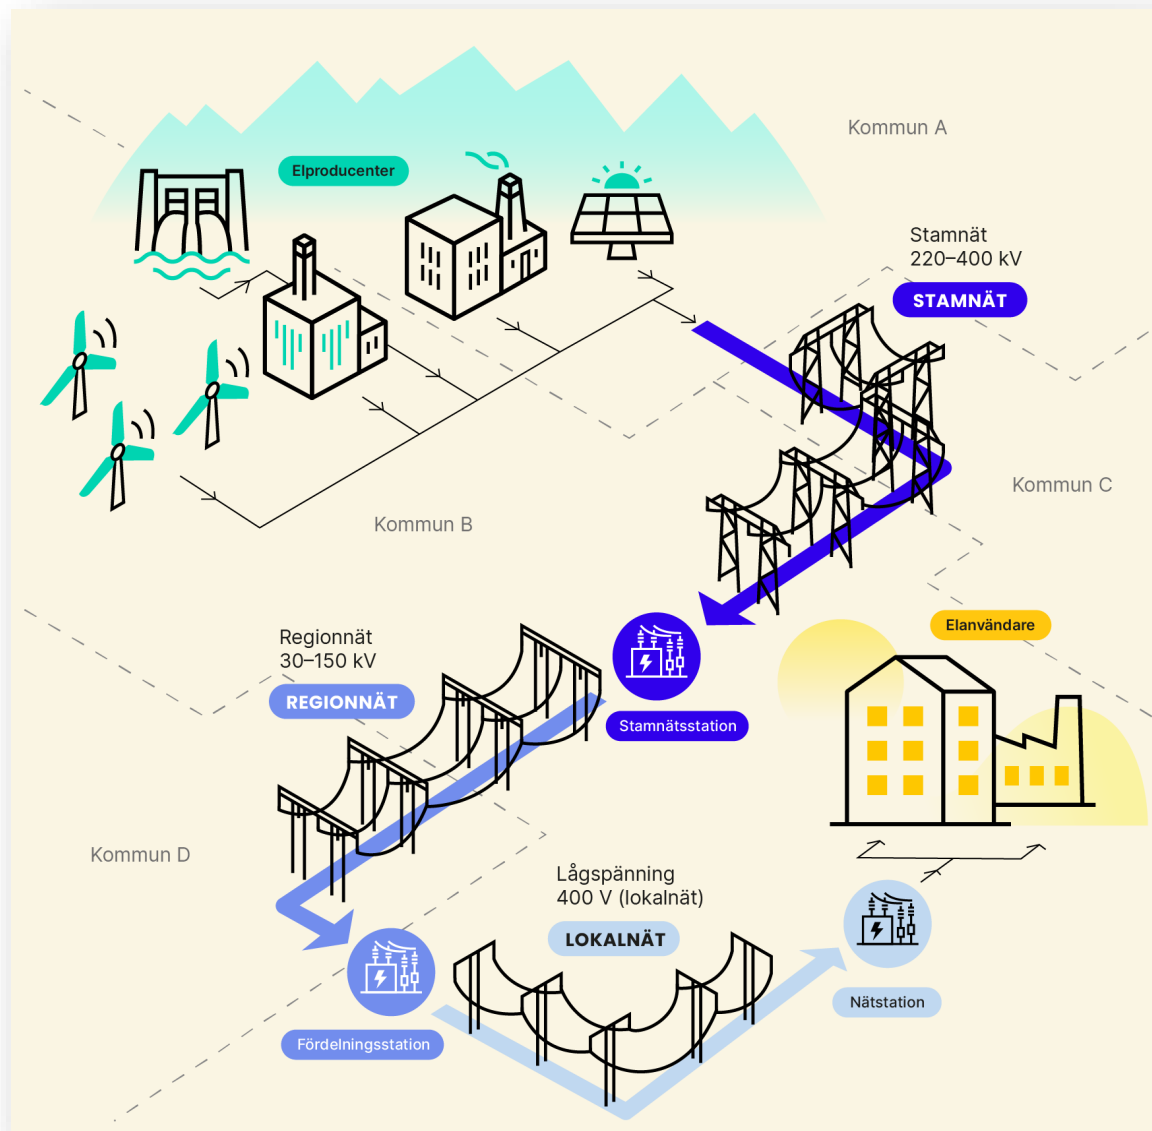 Kommun A
Elproducenter
Stamnät
220–400 kV
STAMNÄT
Kommun C
Kommun B
Elanvändare
Regionnät
30–150 kV
REGIONNÄT
Stamnätsstation
Kommun D
Lågspänning
400 V (lokalnät)
LOKALNÄT
Nätstation
Fördelningsstation